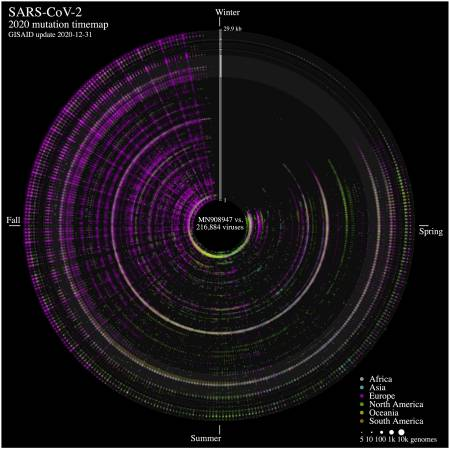 SARS-CoV-2
2020 mutation timemap
GISAID update 2020-12-31
Winter
29.9 kb
1
MN908947 vs.
216,884 viruses
Fall
Spring
Summer
Africa
Asia
Europe
North America
Oceania
South America
5 10 100 1k 10k genomes